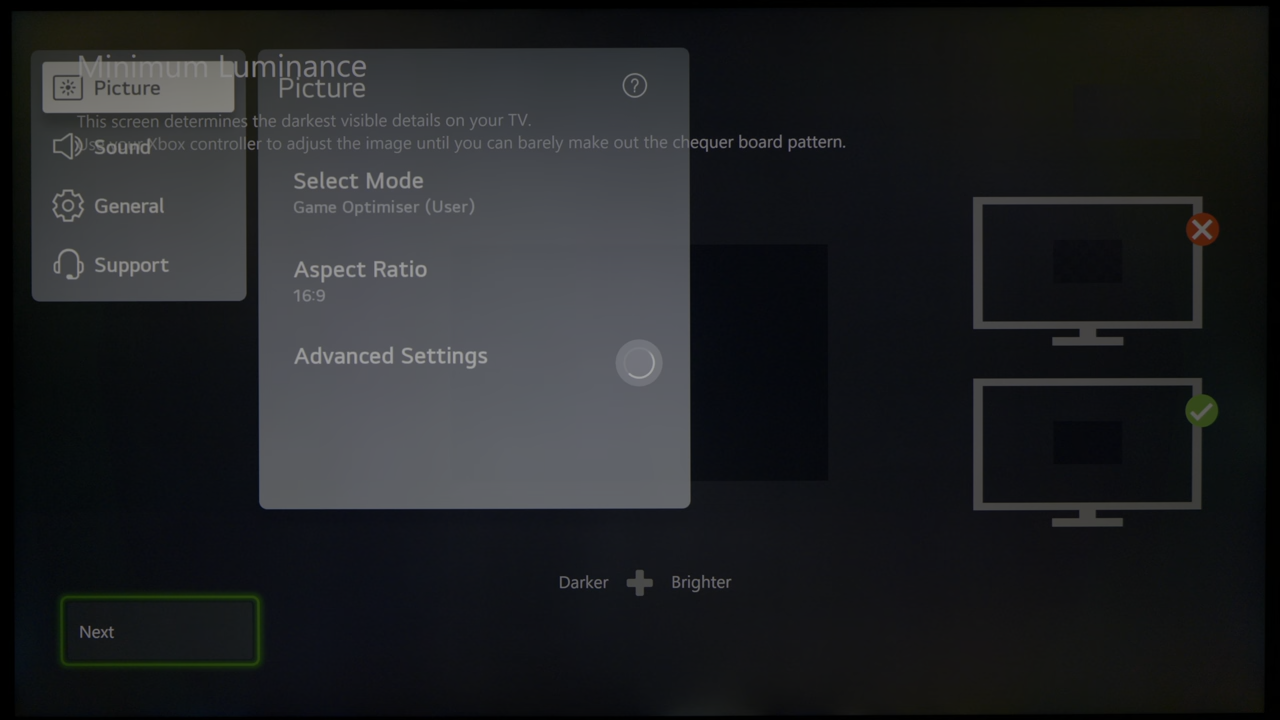 Minimum Luminance
This screen determines the darkest visible details on your TV.
Use your Xbox controller to adjust the image until you can barely make out the chequer board pattern.
Picture
Sound
General
Support
Picture
?
Select Mode
Game Optimiser (User)
Aspect Ratio
16:9
Advanced Settings
Darker
Brighter
Next